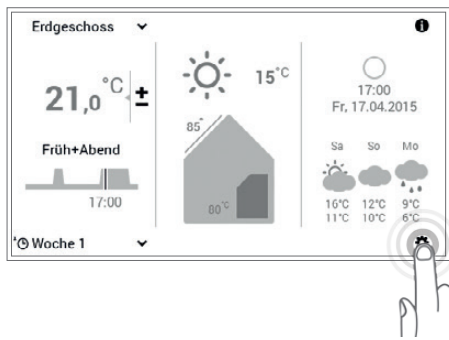 Erdgeschoss
21,0 °C ±
Früh+Abend
17:00
Woche 1
15°C
85°
80°C
17:00
Fr, 17.04.2015
Sa So Mo
16°C 12°C 9°C
11°C 10°C 6°C